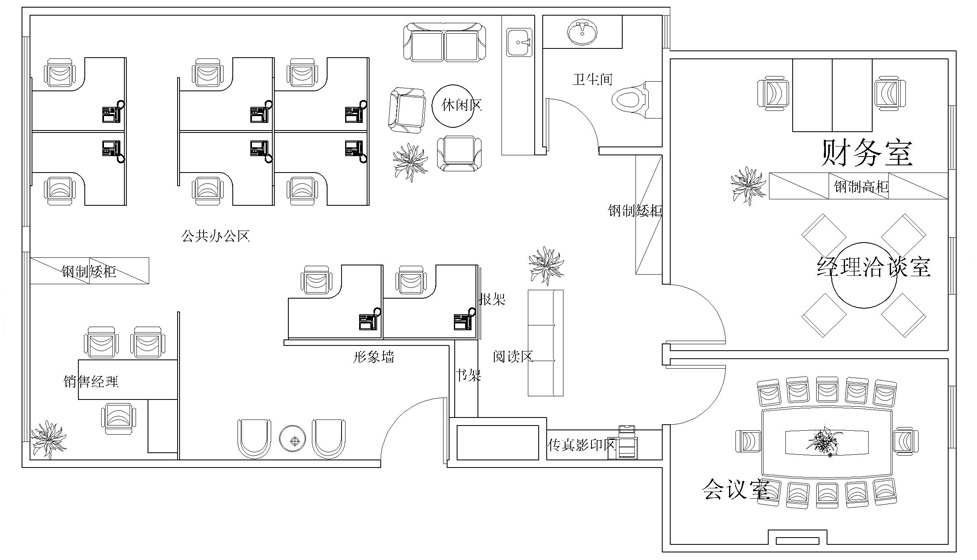 卫生间
休闲区
财务室
钢制高柜
钢制矮柜
公共办公区
钢制矮柜
经理洽谈室
报架
形象墙
阅读区
书架
销售经理
传真影印区
会议室